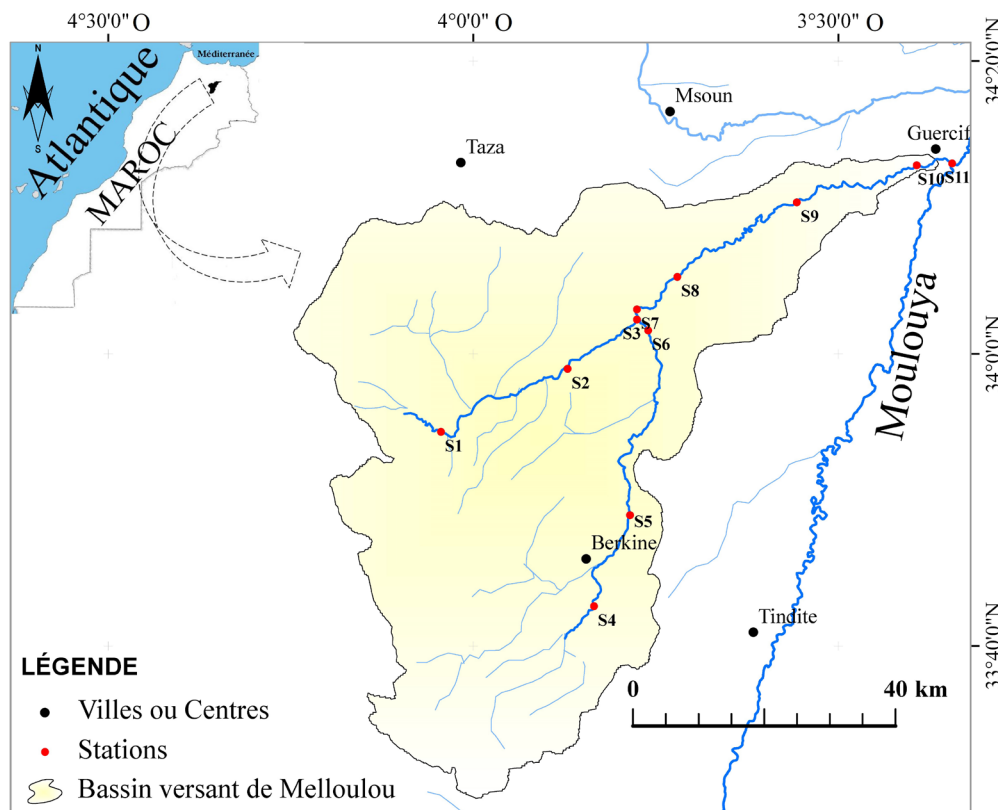 4°30'0" O
4°0'0" O
3°30'0" O
N
S
Méditerranée
Atlantique
MAROC
34°20'0"N
34°0'0"N
33°40'0"N
Msoun
Taza
Guercif
S10
S11
S9
S8
S7
S3
S6
S2
S1
Moulouya
S5
Berkine
S4
Tindite
0 40 km
LÉGENDE
Villes ou Centres
Stations
Bassin versant de Melloulou